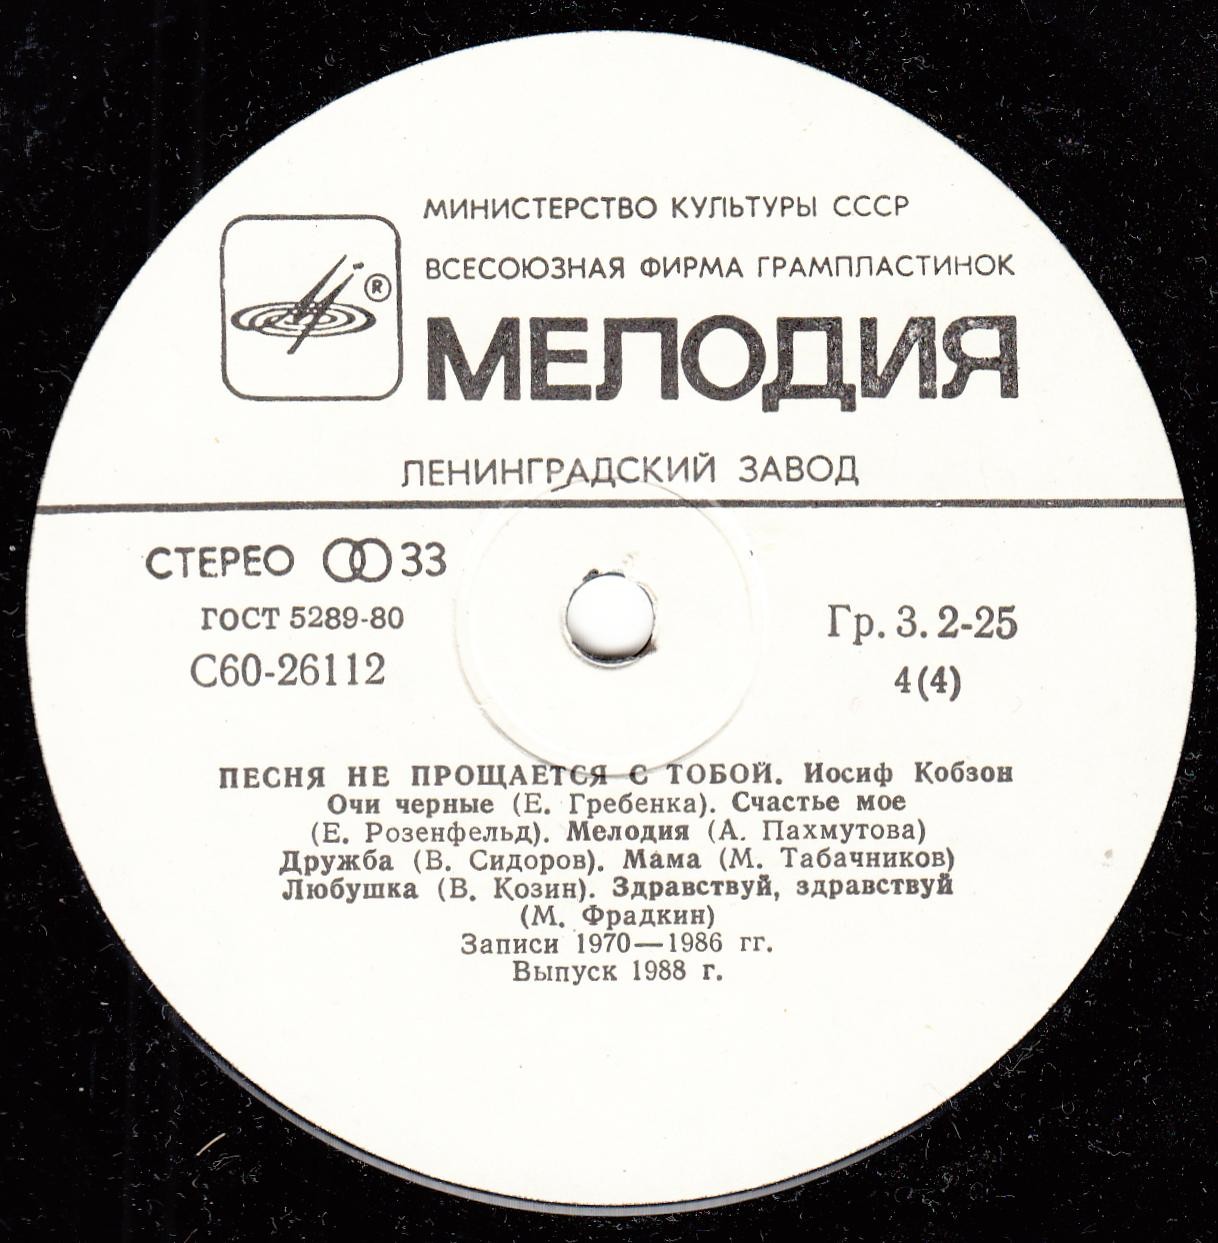 МИНИСТЕРСТВО КУЛЬТУРЫ СССР
ВСЕСОЮЗНАЯ ФИРМА ГРАМПЛАСТИНОК
®
МЕЛОДИЯ
ЛЕНИНГРАДСКИЙ ЗАВОД
СТЕРЕО 33
ГОСТ 5289-80
С60-26112
Гр. 3. 2-25
4(4)
ПЕСНЯ НЕ ПРОЩАЕТСЯ С ТОБОЙ. Иосиф Кобзон
Очи черные (Е. Гребенка). Счастье мое
(Е. Розенфельд). Мелодия (А. Пахмутова)
Дружба (В. Сидоров). Мама (М. Табачников)
Любушка (В. Козин). Здравствуй, здравствуй
(М. Фрадкин)
Записи 1970—1986 гг.
Выпуск 1988 г.